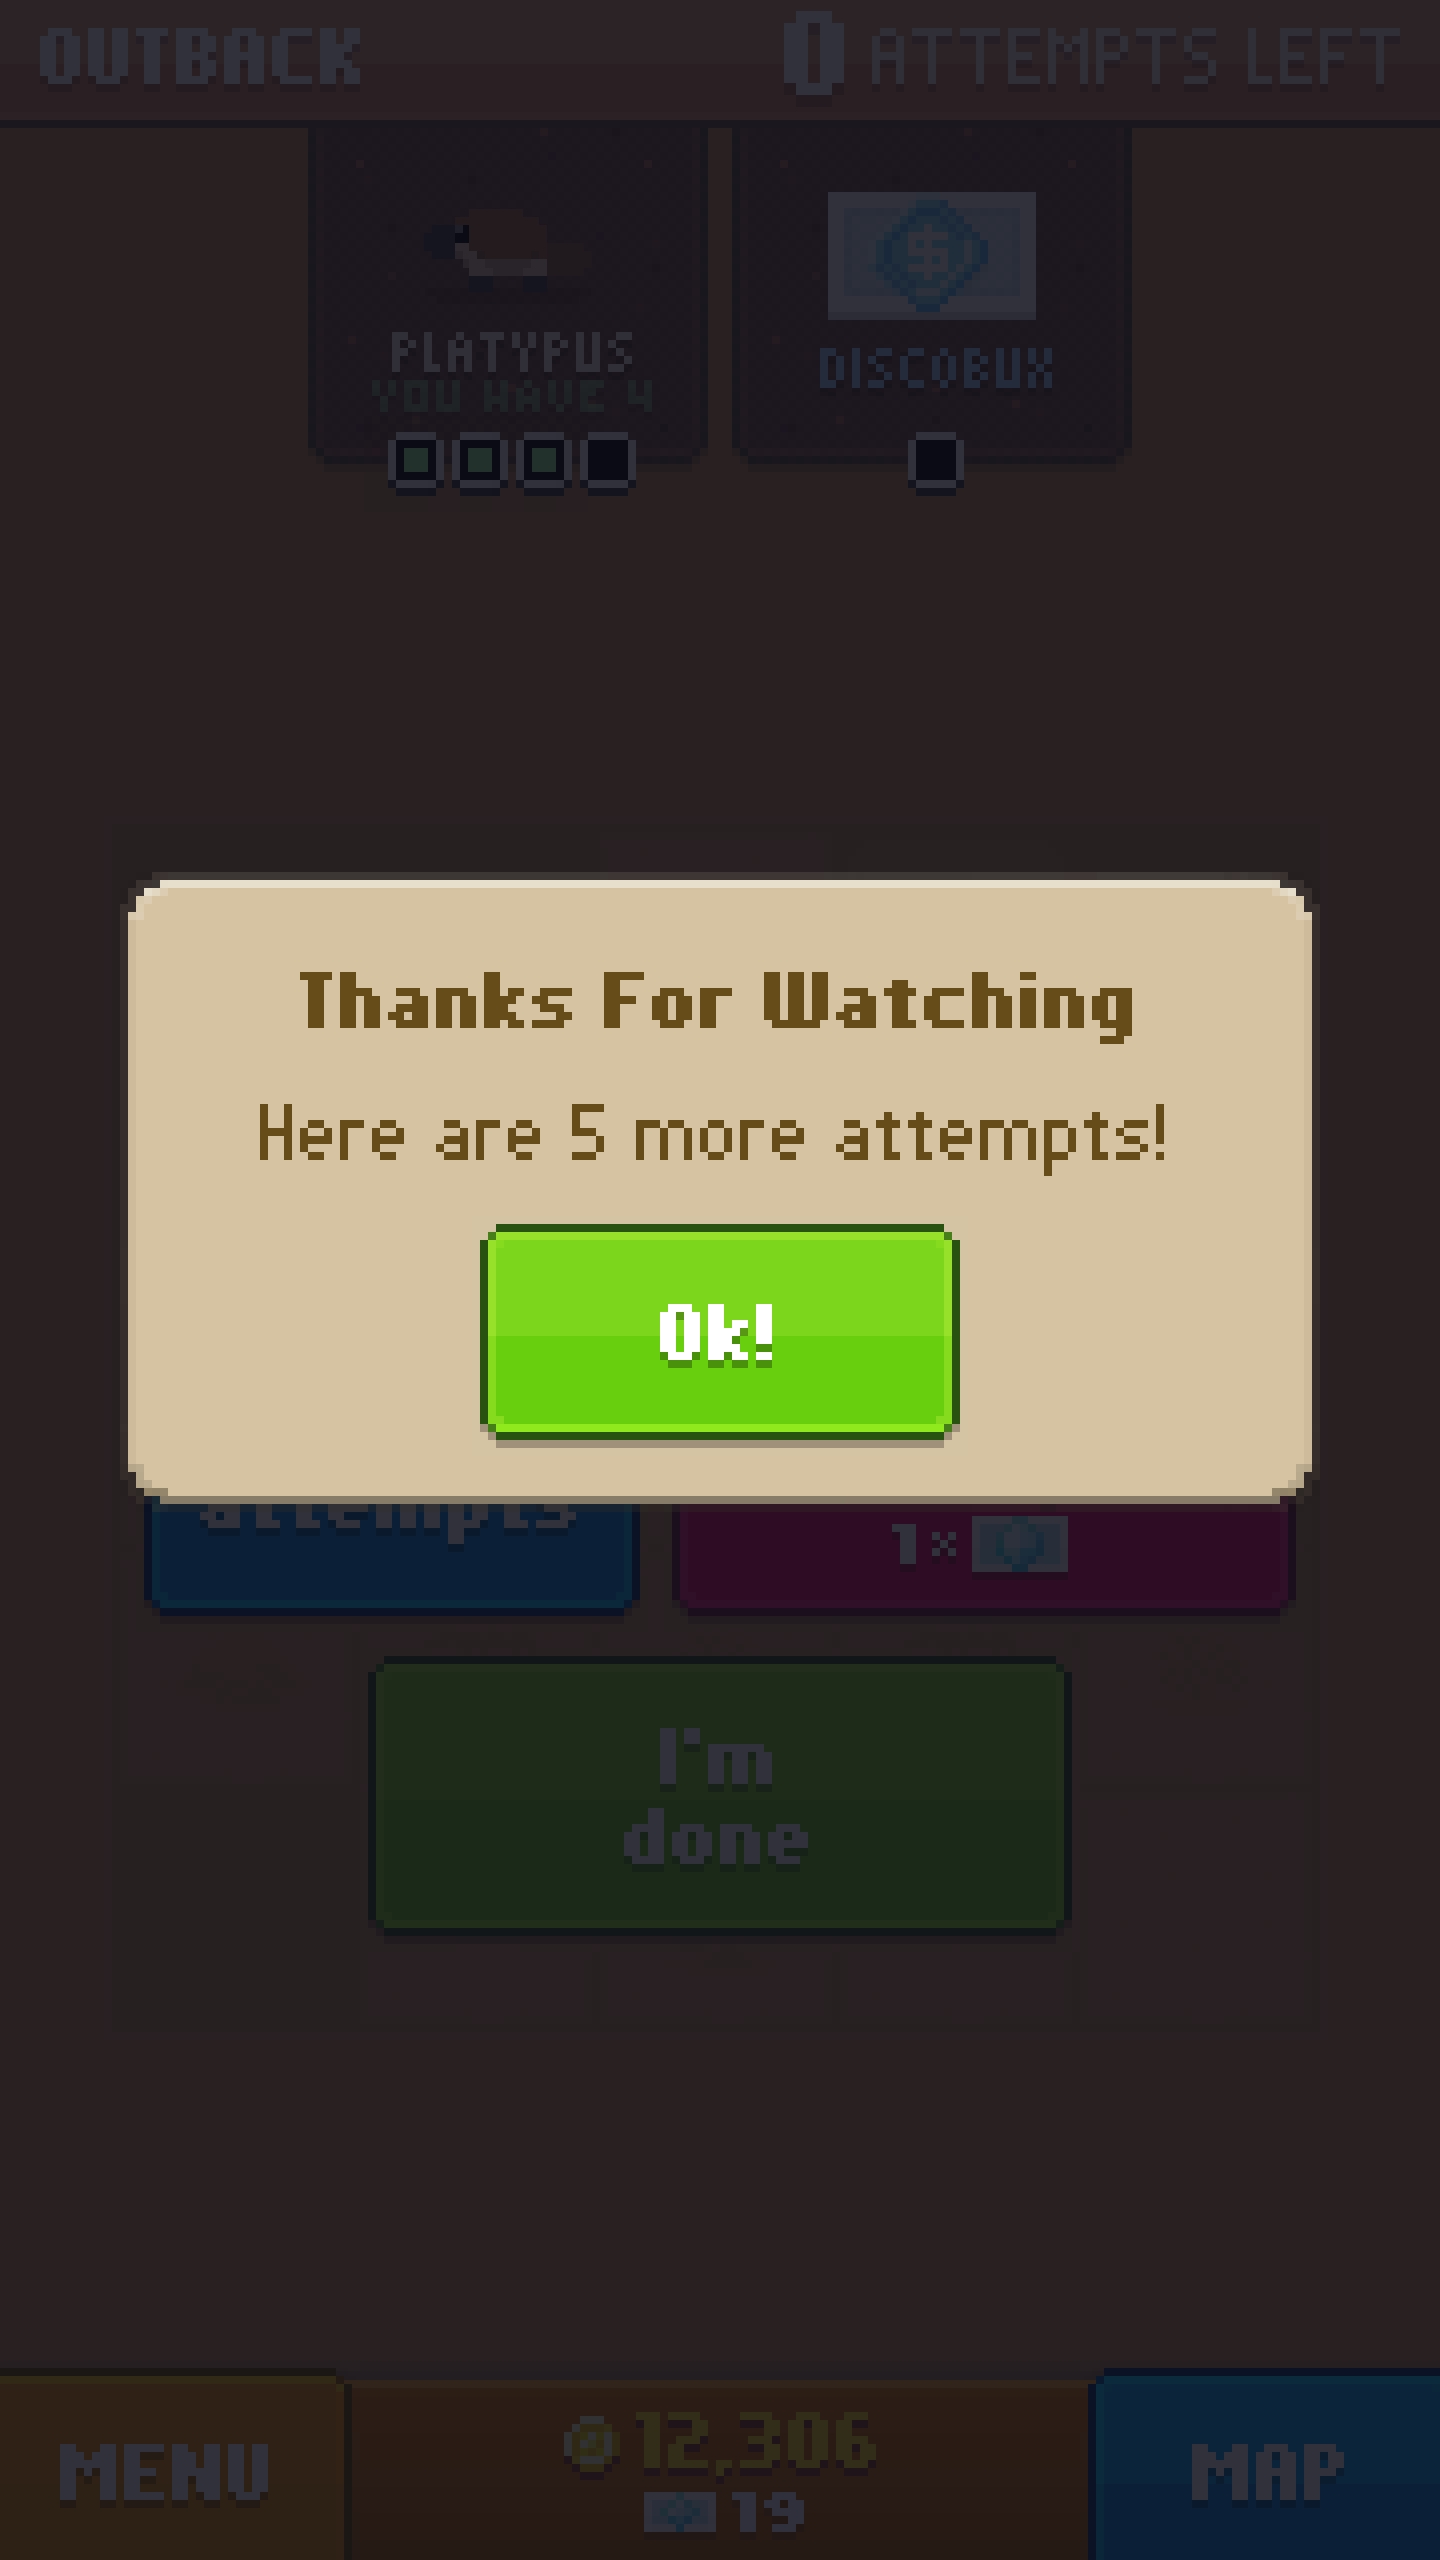 OUTBACK
0 ATTEMPTS LEFT
PLATYPUS
YOU HAVE 4
DISCOBUX
Thanks For Watching
Here are 5 more attempts!
Ok!
attempts
1×
I'm
done
MENU
12,306
19
MAP